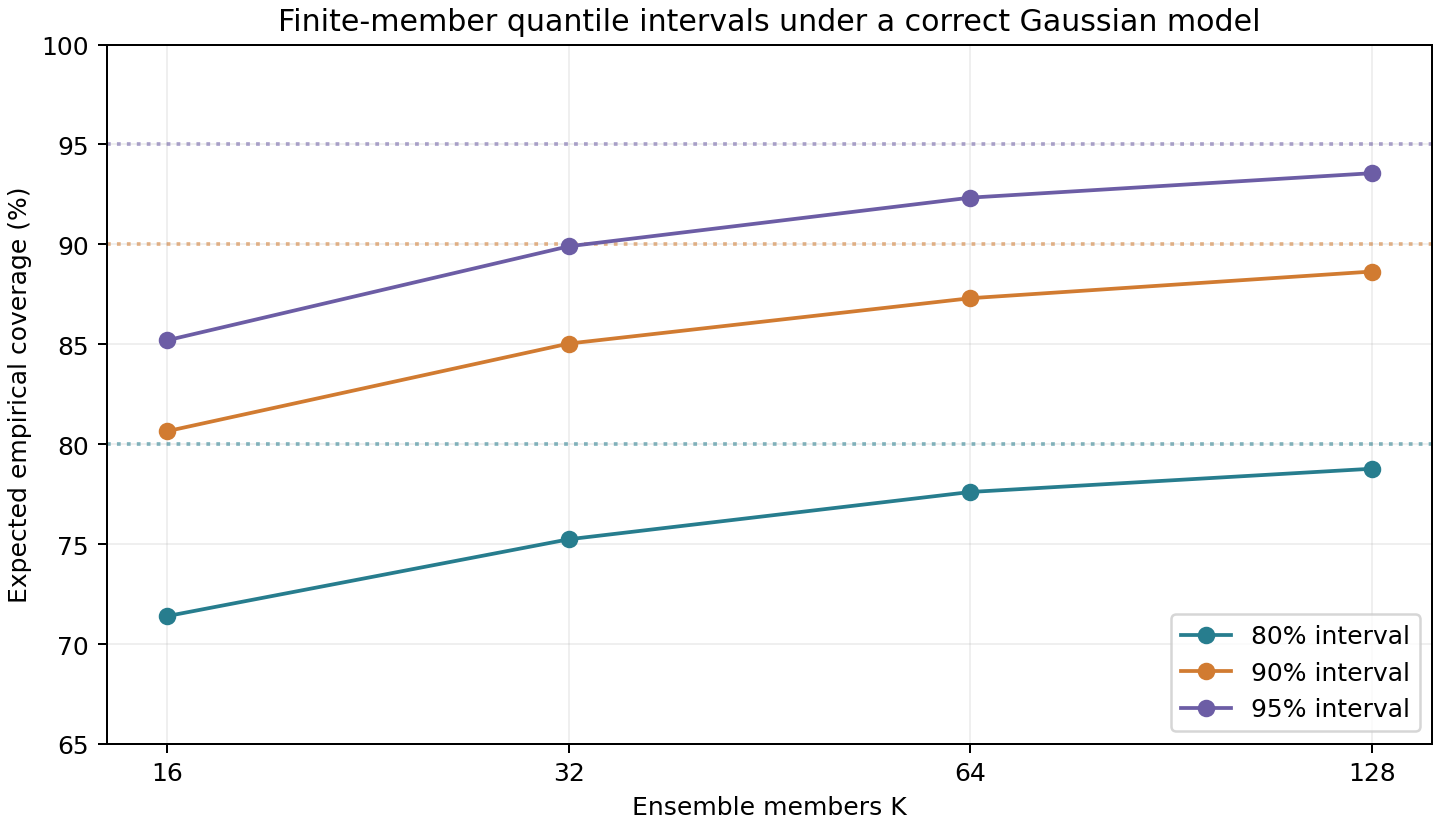 Finite-member quantile intervals under a correct Gaussian model
Expected empirical coverage (%)
100
95
90
85
80
75
70
65
16
32
64
128
Ensemble members K
80% interval
90% interval
95% interval